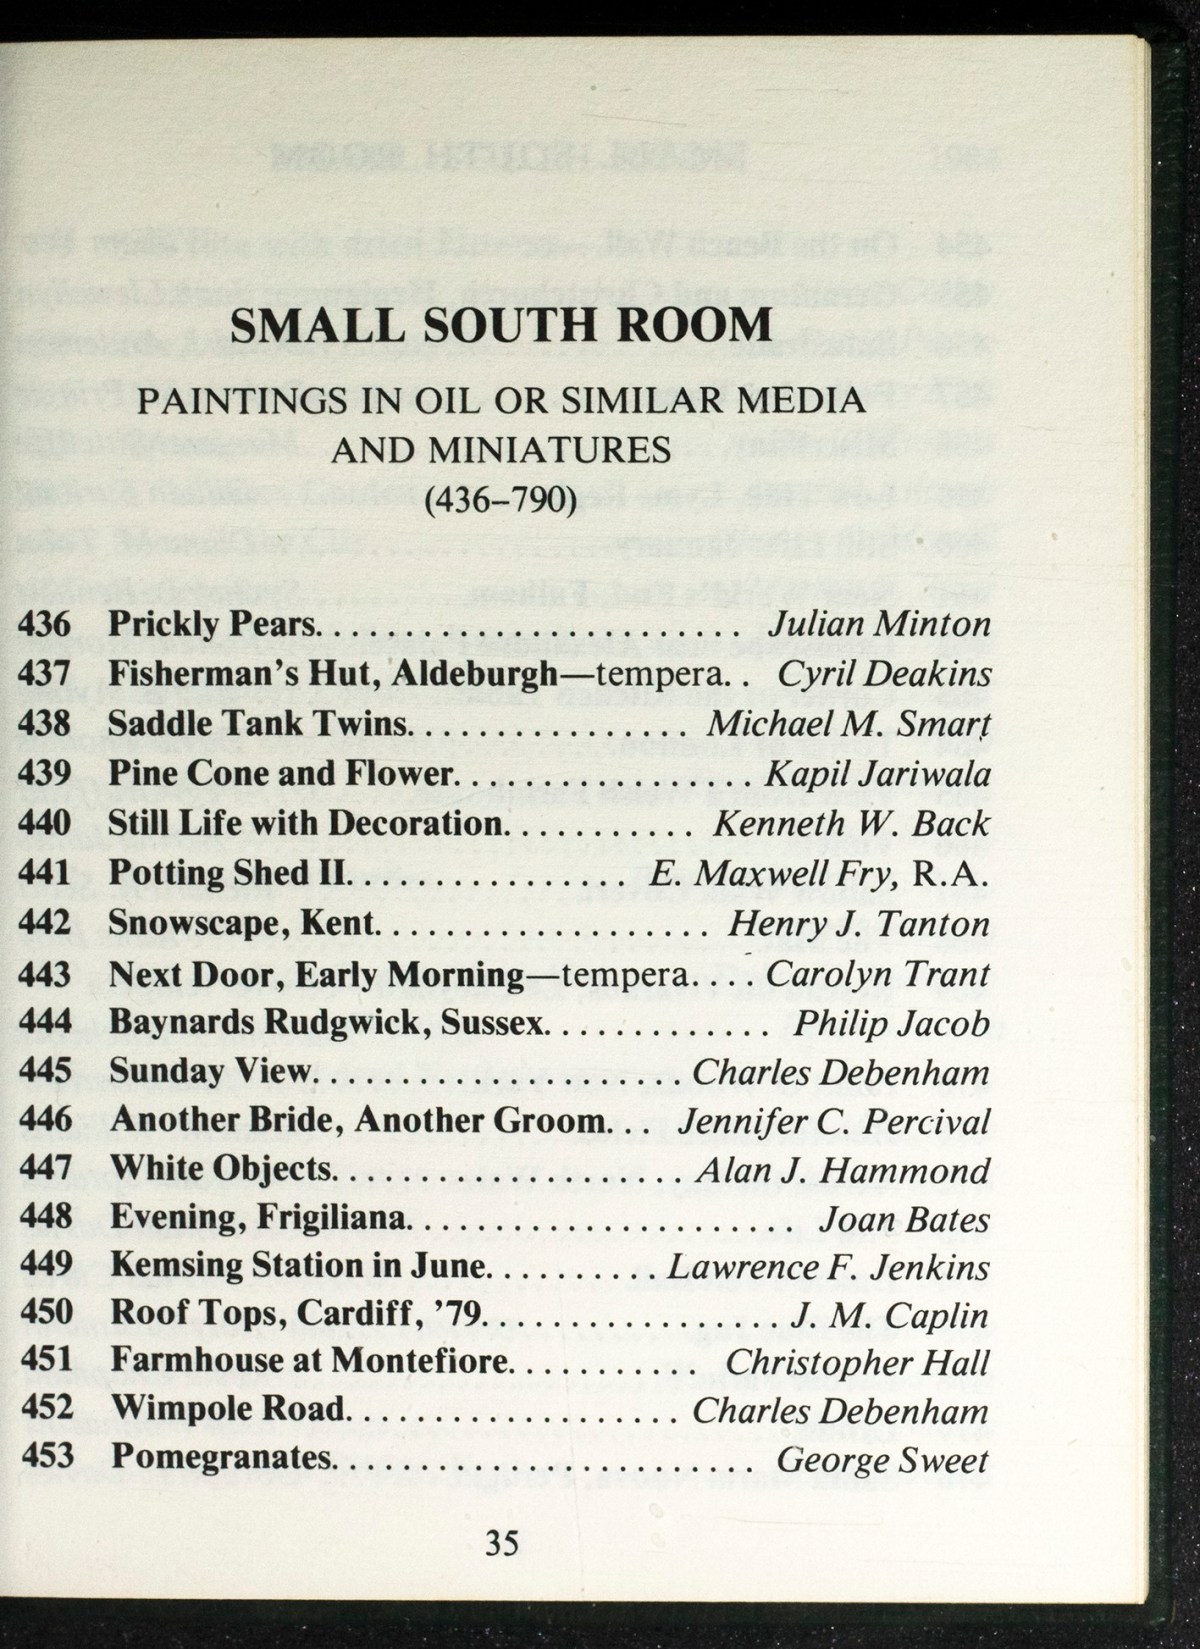 SMALL SOUTH ROOM
PAINTINGS IN OIL OR SIMILAR MEDIA
AND MINIATURES
(436–790)
436 Prickly Pears. . . . . . . . . . . . . . . . . . . . . . . . Julian Minton
437 Fisherman's Hut, Aldeburgh—tempera. . Cyril Deakins
438 Saddle Tank Twins. . . . . . . . . . . . . . . . Michael M. Smart
439 Pine Cone and Flower. . . . . . . . . . . . . . . . Kapil Jariwala
440 Still Life with Decoration. . . . . . . . . . . Kenneth W. Back
441 Potting Shed II. . . . . . . . . . . . . . . . E. Maxwell Fry, R.A.
442 Snowscape, Kent. . . . . . . . . . . . . . . . . . . Henry J. Tanton
443 Next Door, Early Morning—tempera. . . . Carolyn Trant
444 Baynards Rudgwick, Sussex. . . . . . . . . . . . . Philip Jacob
445 Sunday View. . . . . . . . . . . . . . . . . . . . . Charles Debenham
446 Another Bride, Another Groom. . . Jennifer C. Percival
447 White Objects. . . . . . . . . . . . . . . . . . . . Alan J. Hammond
448 Evening, Frigiliana. . . . . . . . . . . . . . . . . . . . . . Joan Bates
449 Kemsing Station in June. . . . . . . . . . Lawrence F. Jenkins
450 Roof Tops, Cardiff, '79. . . . . . . . . . . . . . . . . J. M. Caplin
451 Farmhouse at Montefiore. . . . . . . . . . . Christopher Hall
452 Wimpole Road. . . . . . . . . . . . . . . . . . . Charles Debenham
453 Pomegranates. . . . . . . . . . . . . . . . . . . . . . . . George Sweet
35